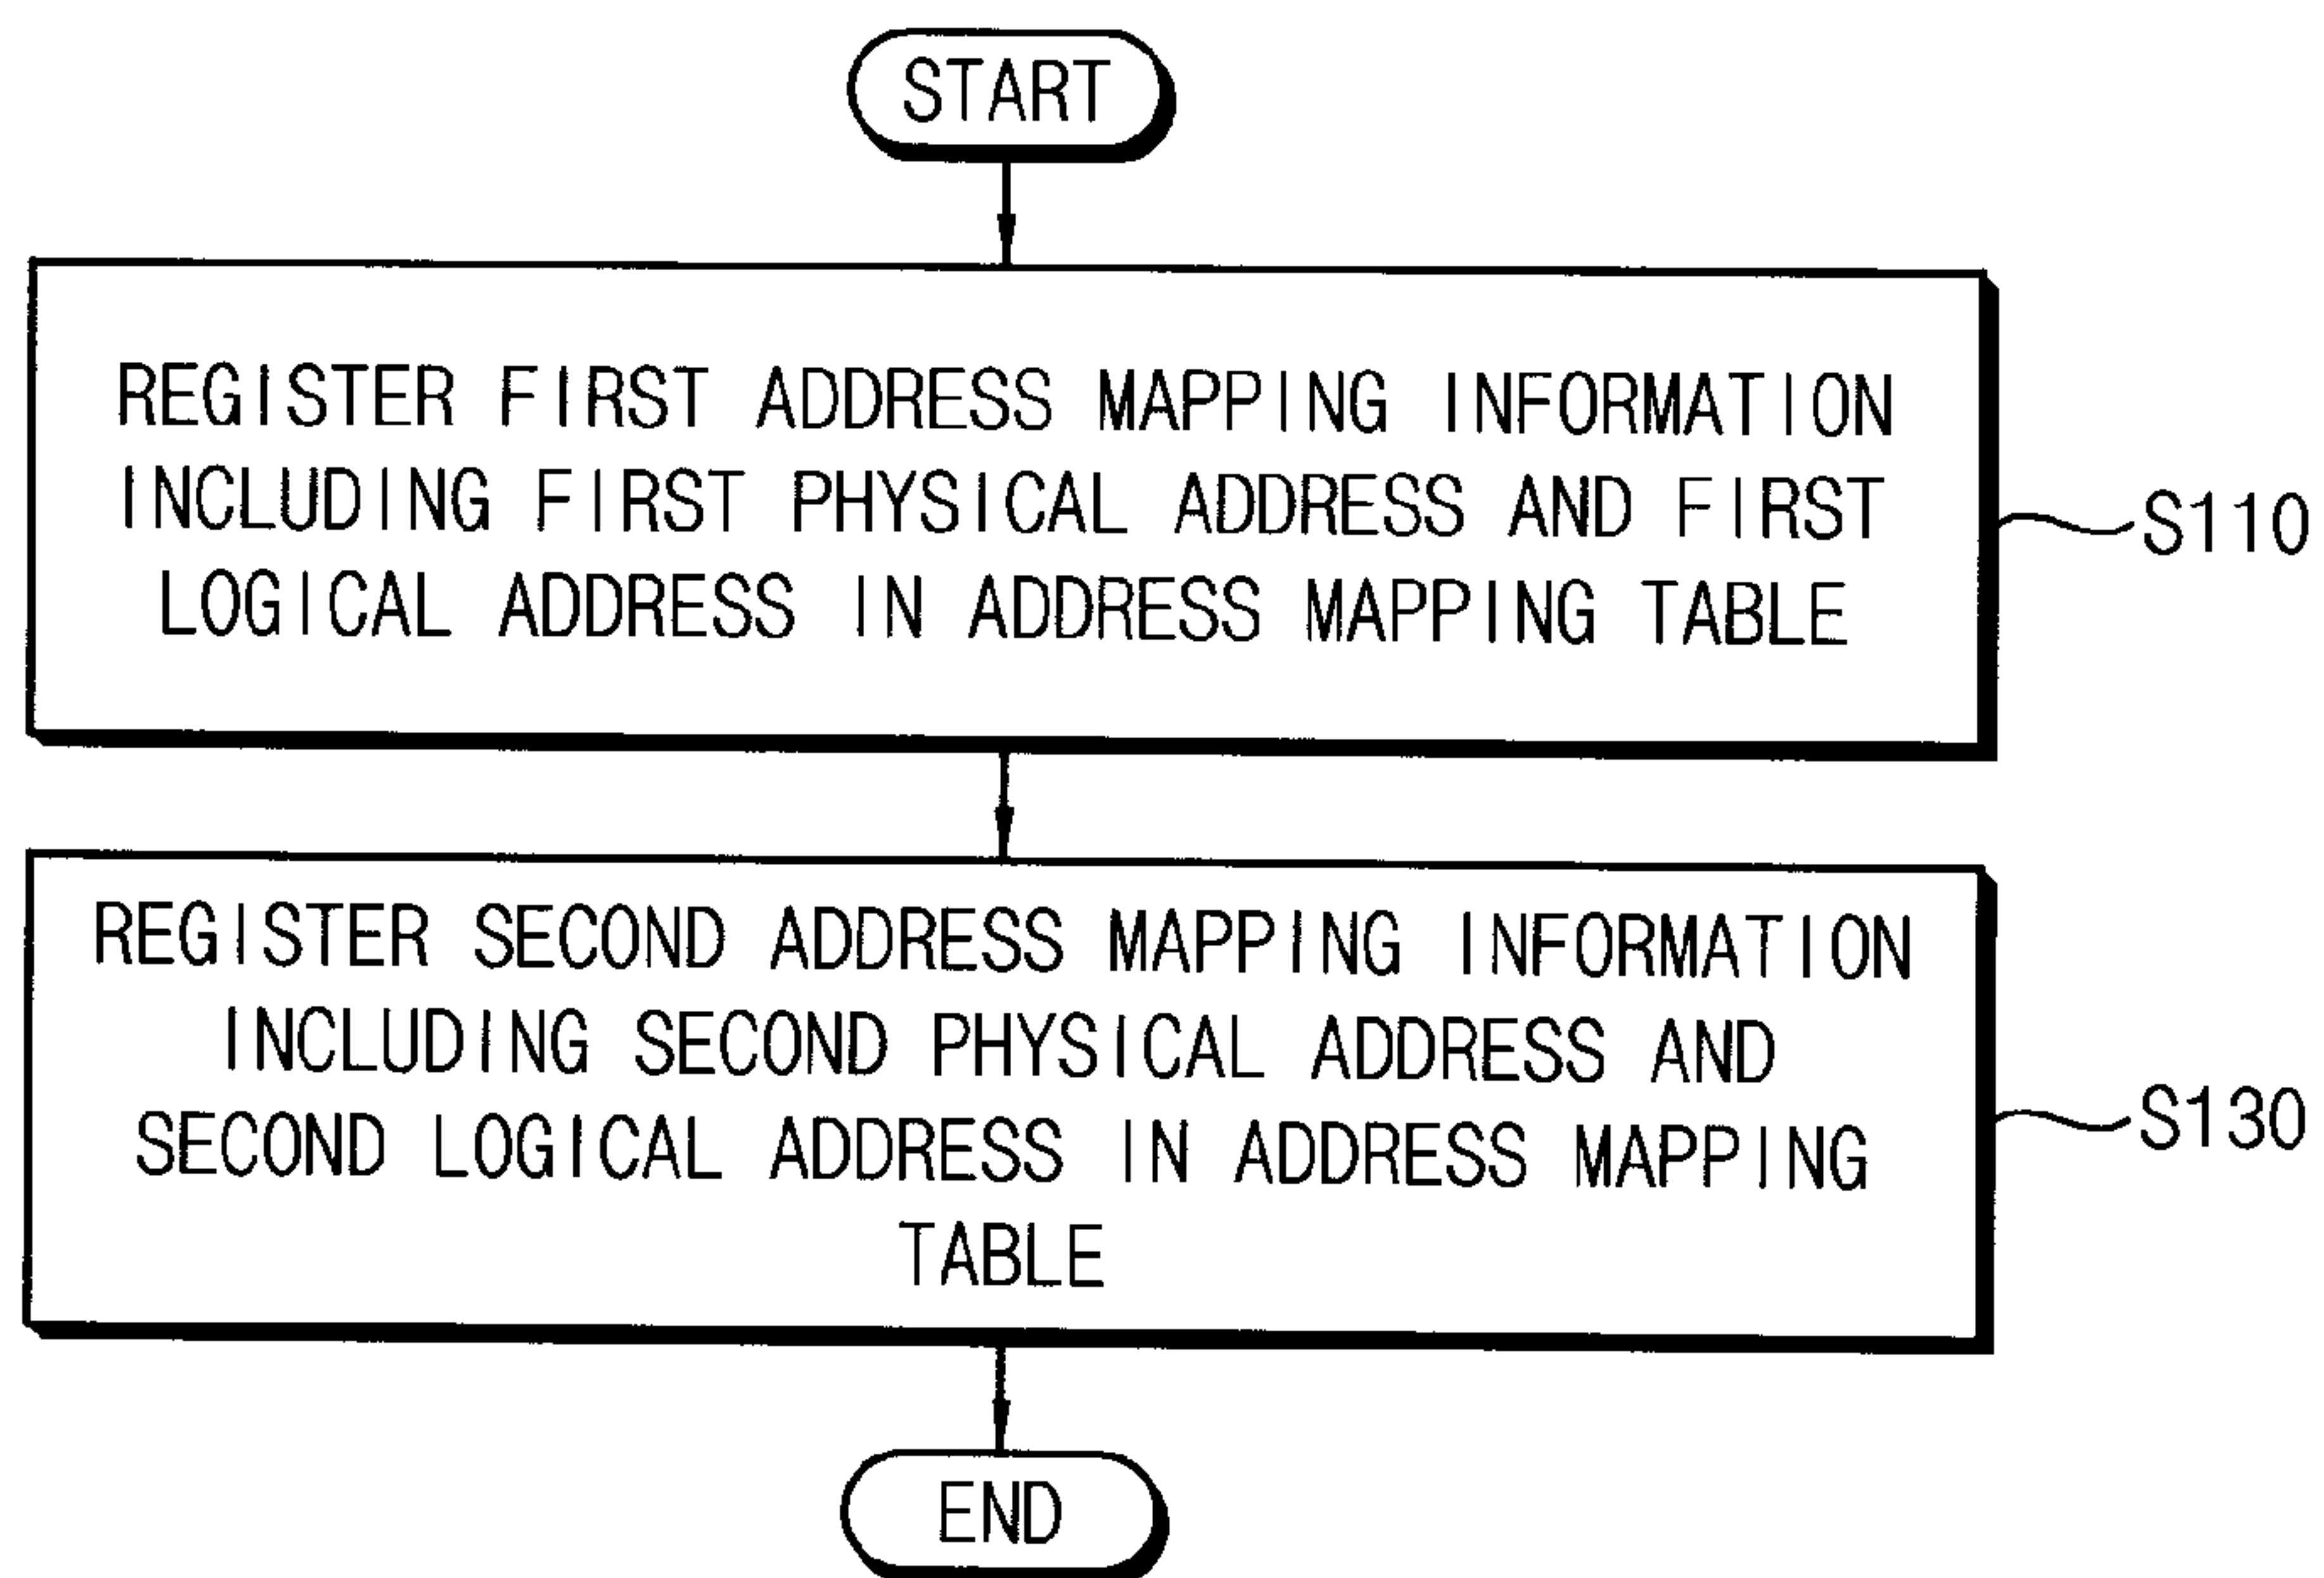 START
REGISTER FIRST ADDRESS MAPPING INFORMATION
INCLUDING FIRST PHYSICAL ADDRESS AND FIRST
LOGICAL ADDRESS IN ADDRESS MAPPING TABLE
S110
REGISTER SECOND ADDRESS MAPPING INFORMATION
INCLUDING SECOND PHYSICAL ADDRESS AND
SECOND LOGICAL ADDRESS IN ADDRESS MAPPING
TABLE
S130
END